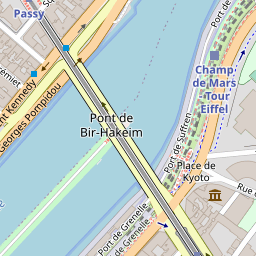 Passy
Champ
de Mars
Tour
Eiffel
Port de Suffren
Georges Pompidou
nt Kennedy
Pont de
Bir-Hakeim
Place de
Kyoto
Rue d
Port de Grenelle
de Grenelle